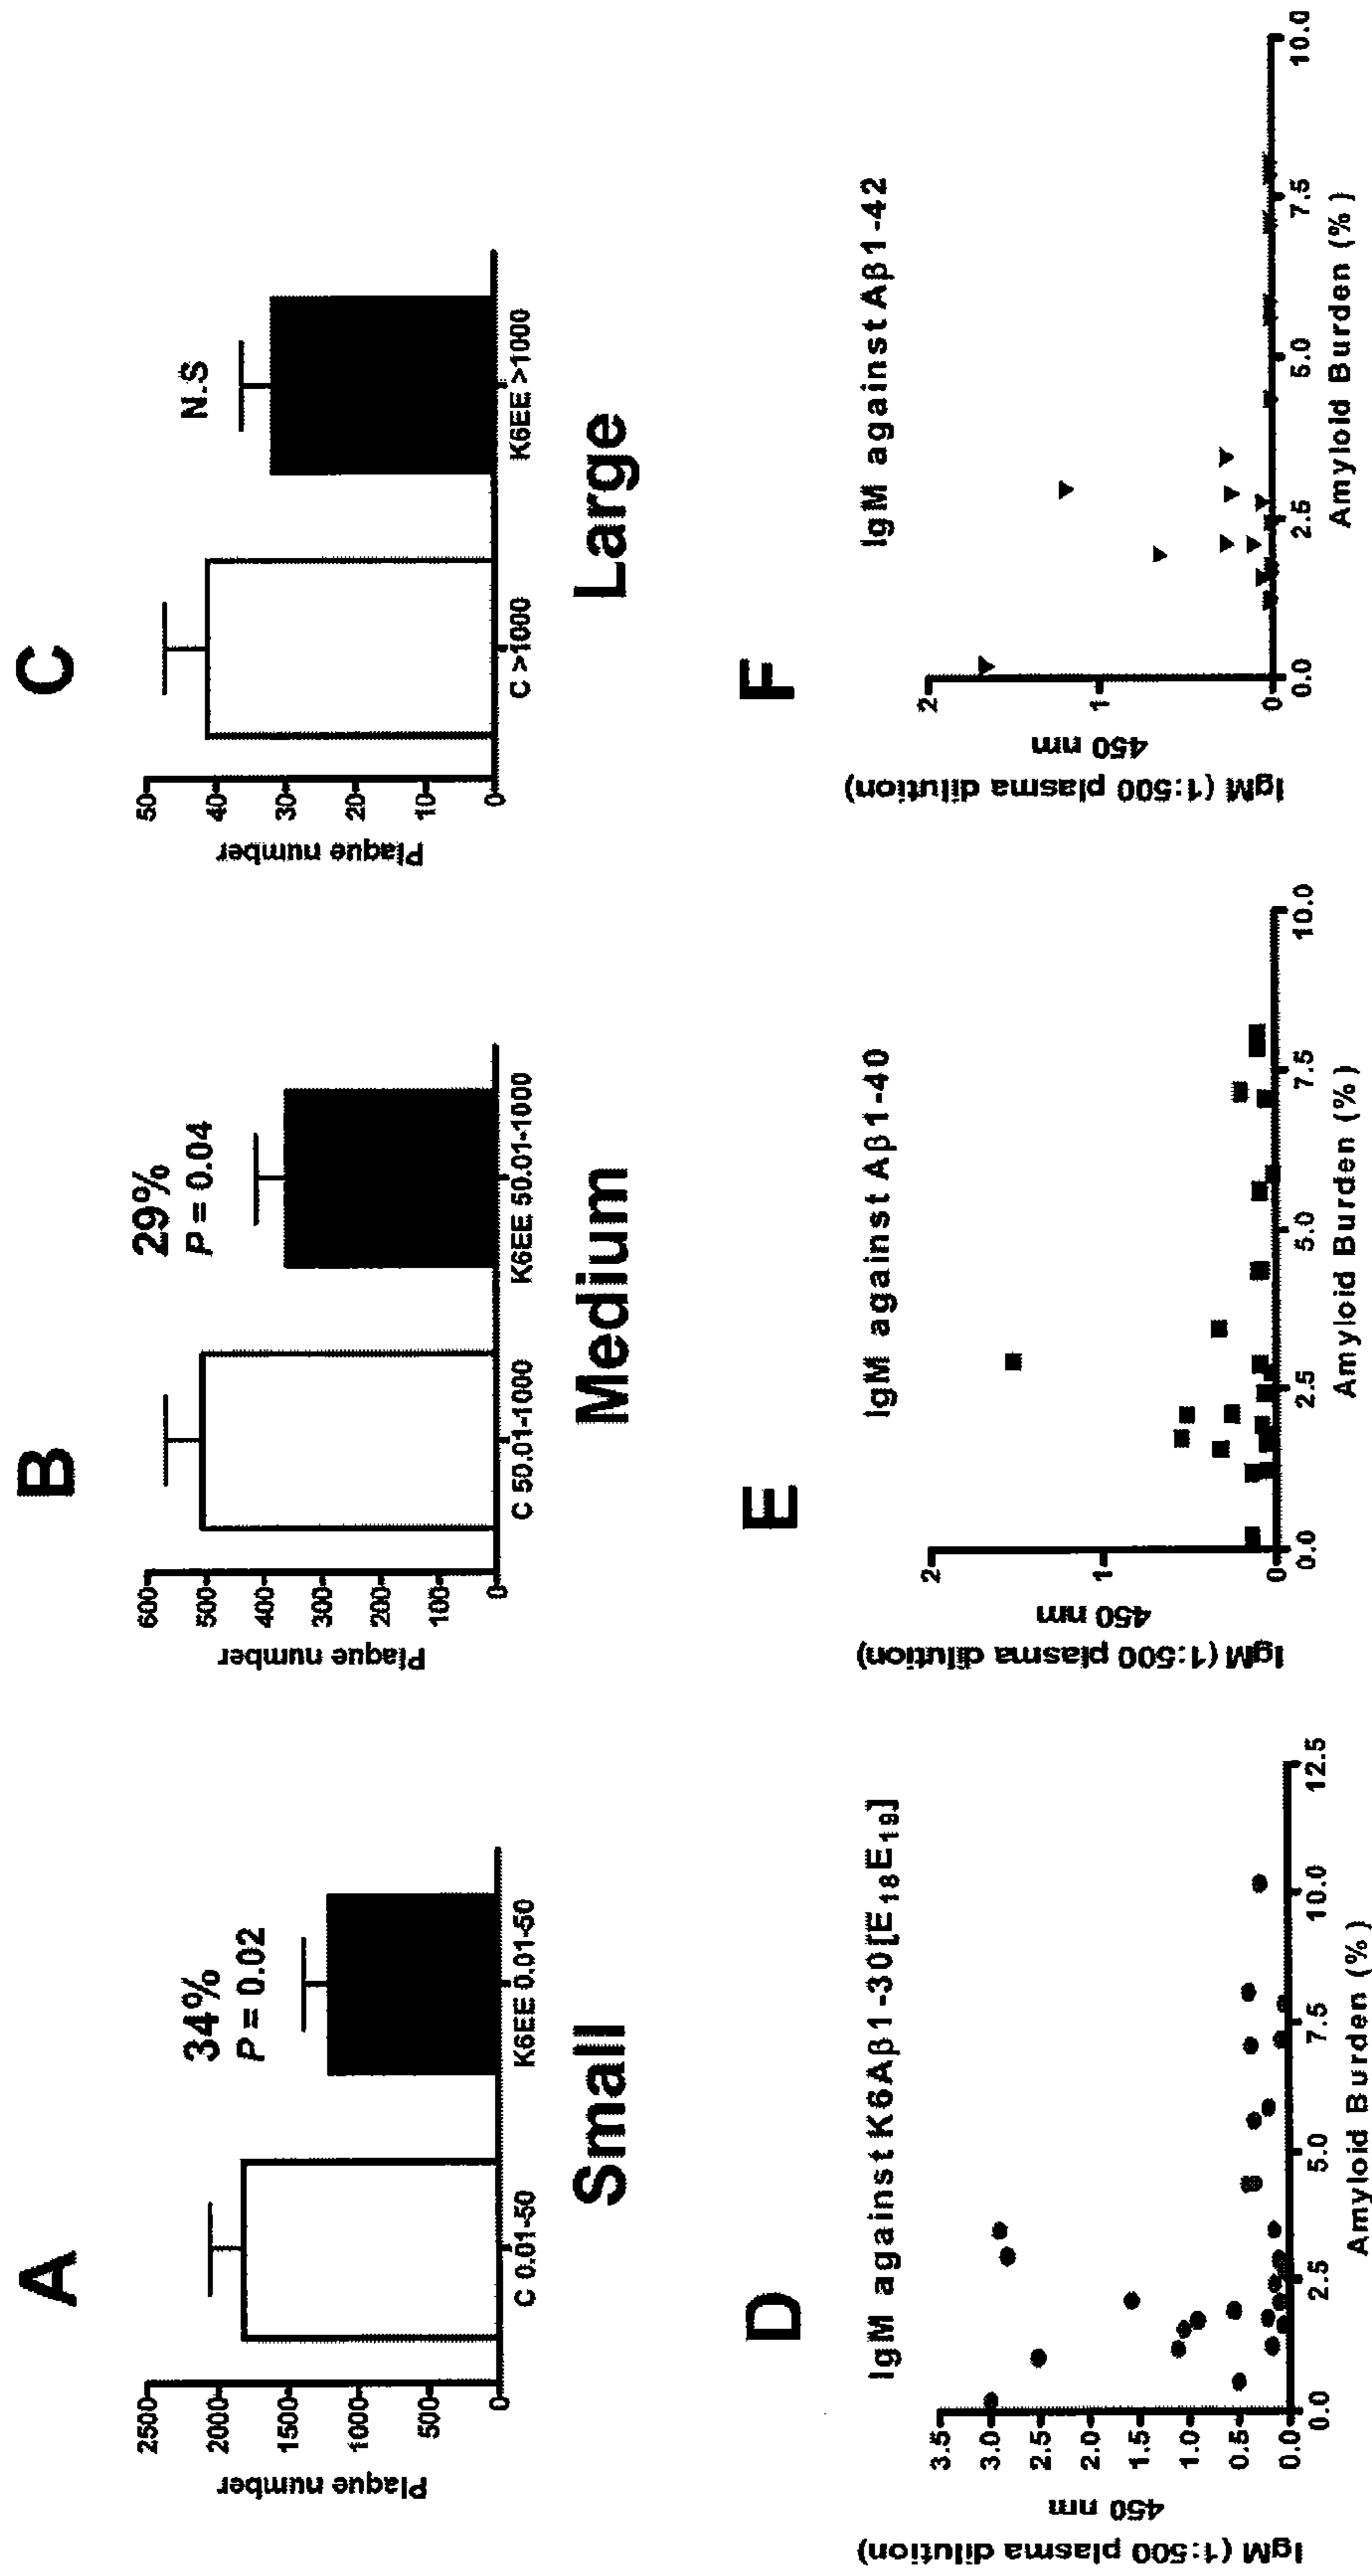 A
34%
P = 0.02
Plaque number
2500
2000
1500
1000
500
0
C 0.01-50
K6EE 0.01-50
Small
B
29%
P = 0.04
Plaque number
600
500
400
300
200
100
0
C 50.01-1000
K6EE 50.01-1000
Medium
C
N.S
Plaque number
50
40
30
20
10
0
C >1000
K6EE >1000
Large
D
IgM against K6Aβ1-30[E18E19]
IgM (1:500 plasma dilution)
450 nm
3.5
3.0
2.5
2.0
1.5
1.0
0.5
0.0
0.0 2.5 5.0 7.5 10.0 12.5
Amyloid Burden (%)
E
IgM against Aβ1-40
IgM (1:500 plasma dilution)
450 nm
2
1
0
0.0 2.5 5.0 7.5 10.0
Amyloid Burden (%)
F
IgM against Aβ1-42
IgM (1:500 plasma dilution)
450 nm
2
1
0
0.0 2.5 5.0 7.5 10.0
Amyloid Burden (%)